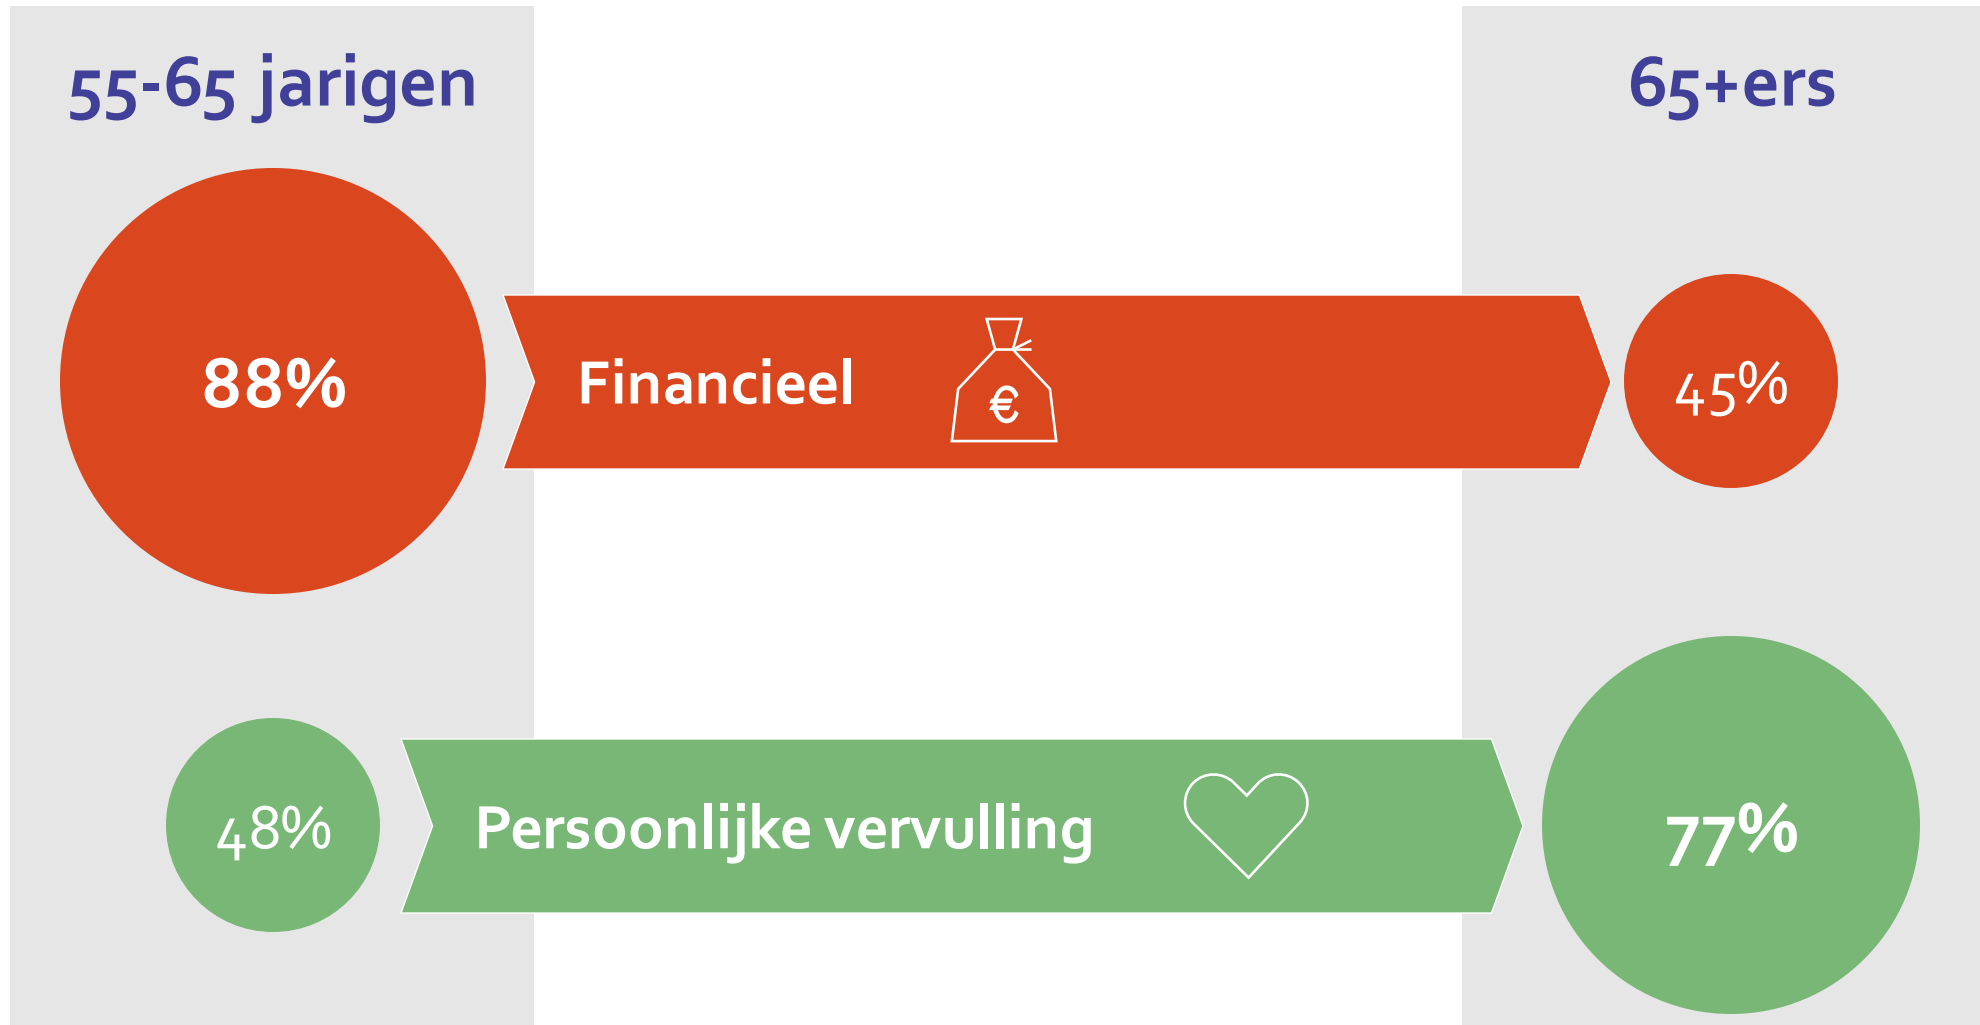 55-65 jarigen
65+ers
88%
Financieel
€
45%
48%
Persoonlijke vervulling
77%